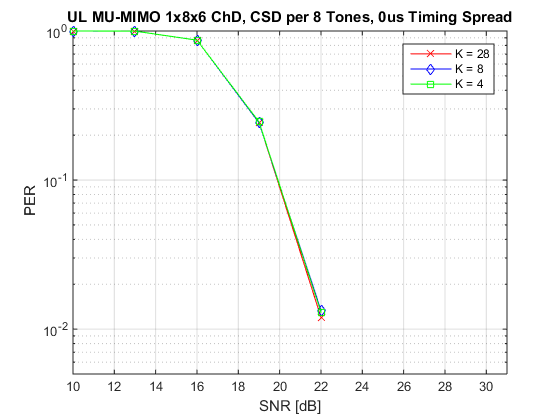 UL MU-MIMO 1x8x6 ChD, CSD per 8 Tones, 0us Timing Spread
10^0
10^-1
10^-2
PER
K = 28
K = 8
K = 4
10 12 14 16 18 20 22 24 26 28 30
SNR [dB]